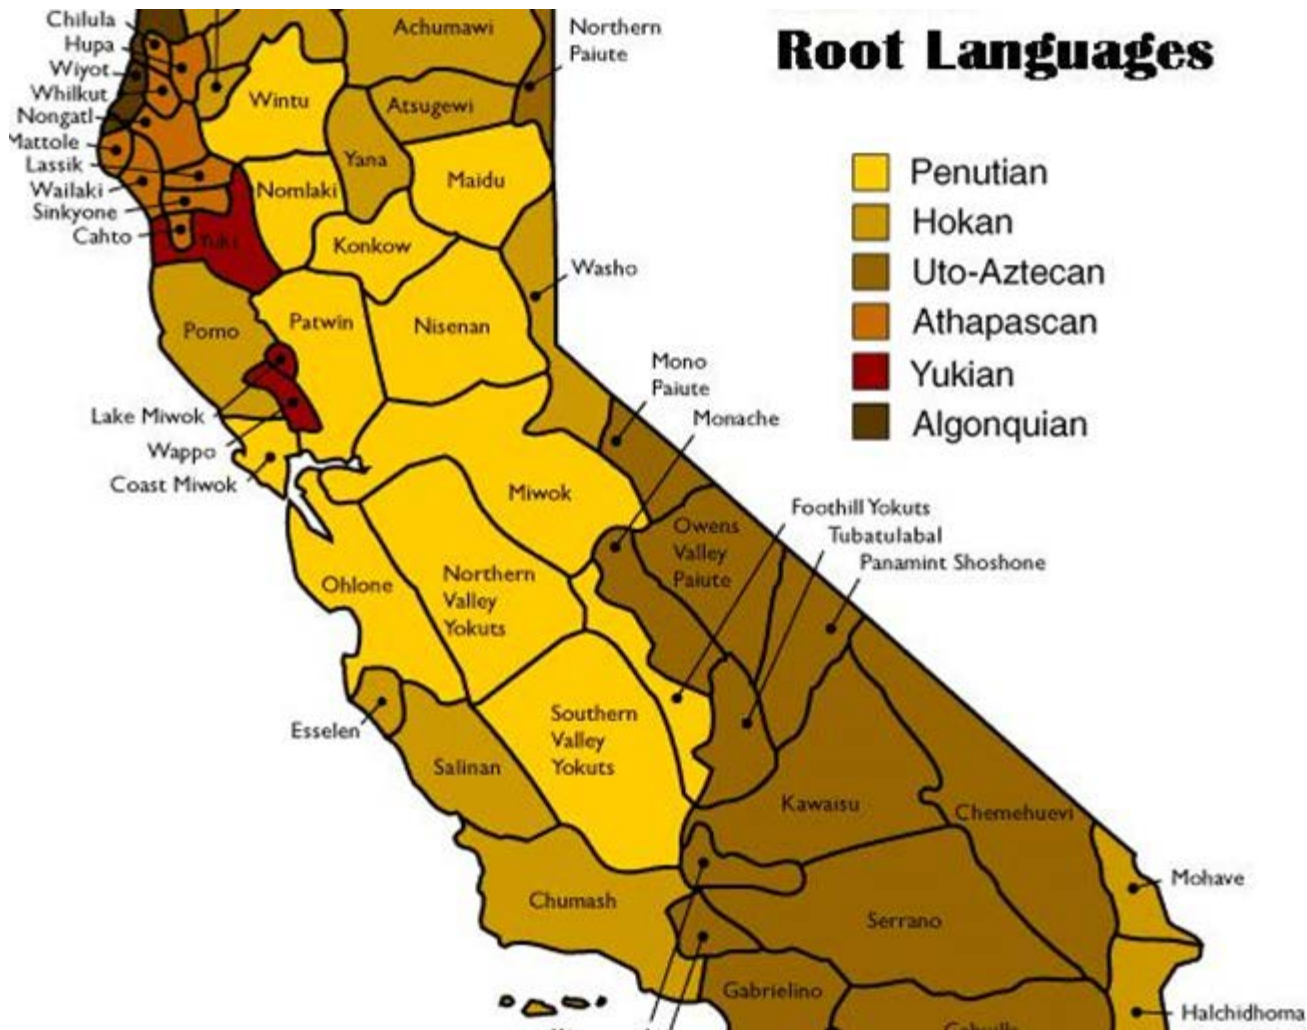 Root Languages
Penutian
Hokan
Uto-Aztecan
Athapascan
Yukian
Algonquian
Chilula
Hupa
Wiyot
Whilkut
Nongatl
Mattole
Lassik
Wailaki
Sinkyone
Cahto
Yuki
Achumawi
Northern
Paiute
Wintu
Atsugewi
Yana
Nomlaki
Maidu
Konkow
Washo
Pomo
Patwin
Nisenan
Lake Miwok
Wappo
Coast Miwok
Mono
Paiute
Monache
Miwok
Owens
Valley
Paiute
Foothill Yokuts
Tubatulabal
Panamint Shoshone
Ohlone
Northern
Valley
Yokuts
Esselen
Salinan
Southern
Valley
Yokuts
Kawaisu
Chemehuevi
Mohave
Chumash
Serrano
Gabrielino
Halchidhoma